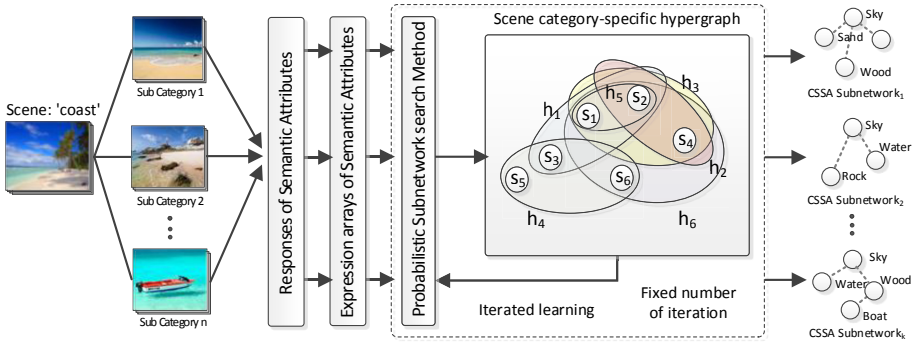 Scene: 'coast'
Sub Category 1
Sub Category 2
Sub Category n
Responses of Semantic Attributes
Expression arrays of Semantic Attributes
Probabilistic Subnetwork search Method
Scene category-specific hypergraph
h1
h5
h3
S1
S2
S4
S3
S5
S6
h2
h4
h6
Iterated learning
Fixed number
of iteration
Sky
Sand
Wood
CSSA Subnetwork1
Sky
Water
Rock
CSSA Subnetwork2
Sky
Water
Wood
Boat
CSSA Subnetworkk